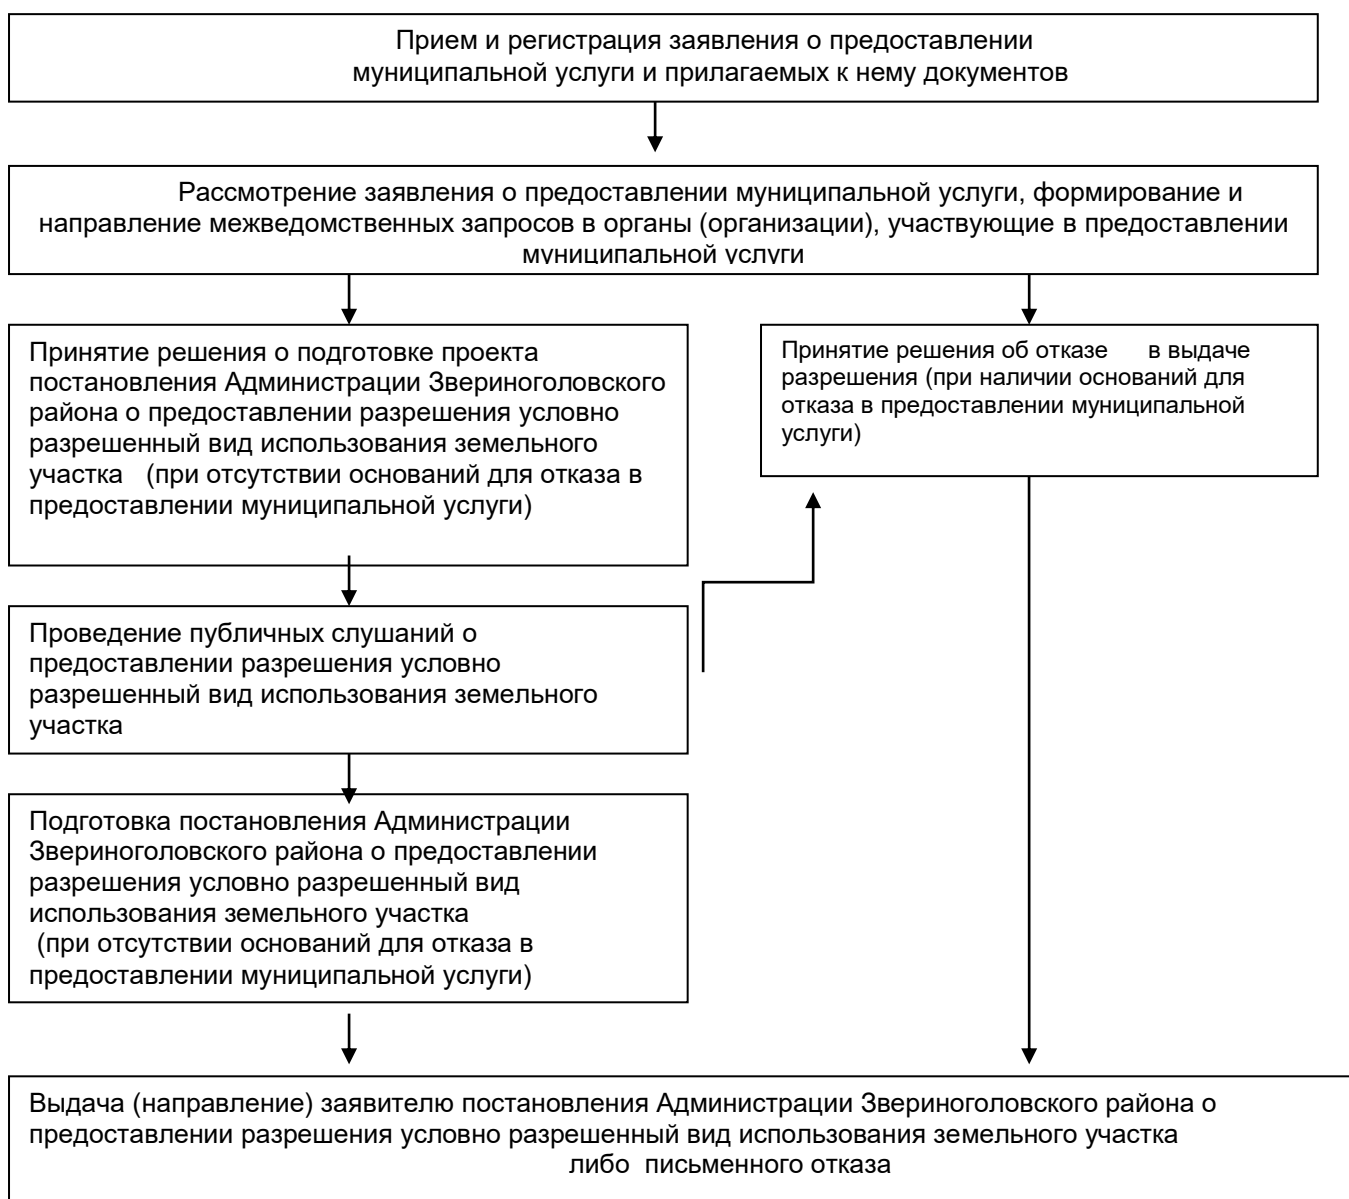 Прием и регистрация заявления о предоставлении
муниципальной услуги и прилагаемых к нему документов
Рассмотрение заявления о предоставлении муниципальной услуги, формирование и
направление межведомственных запросов в органы (организации), участвующие в предоставлении
муниципальной услуги
Принятие решения о подготовке проекта
постановления Администрации Звериноголовского
района о предоставлении разрешения условно
разрешенный вид использования земельного
участка (при отсутствии оснований для отказа в
предоставлении муниципальной услуги)
Принятие решения об отказе в выдаче
разрешения (при наличии оснований для
отказа в предоставлении муниципальной
услуги)
Проведение публичных слушаний о
предоставлении разрешения условно
разрешенный вид использования земельного
участка
Подготовка постановления Администрации
Звериноголовского района о предоставлении
разрешения условно разрешенный вид
использования земельного участка
(при отсутствии оснований для отказа в
предоставлении муниципальной услуги)
Выдача (направление) заявителю постановления Администрации Звериноголовского района о
предоставлении разрешения условно разрешенный вид использования земельного участка
либо письменного отказа